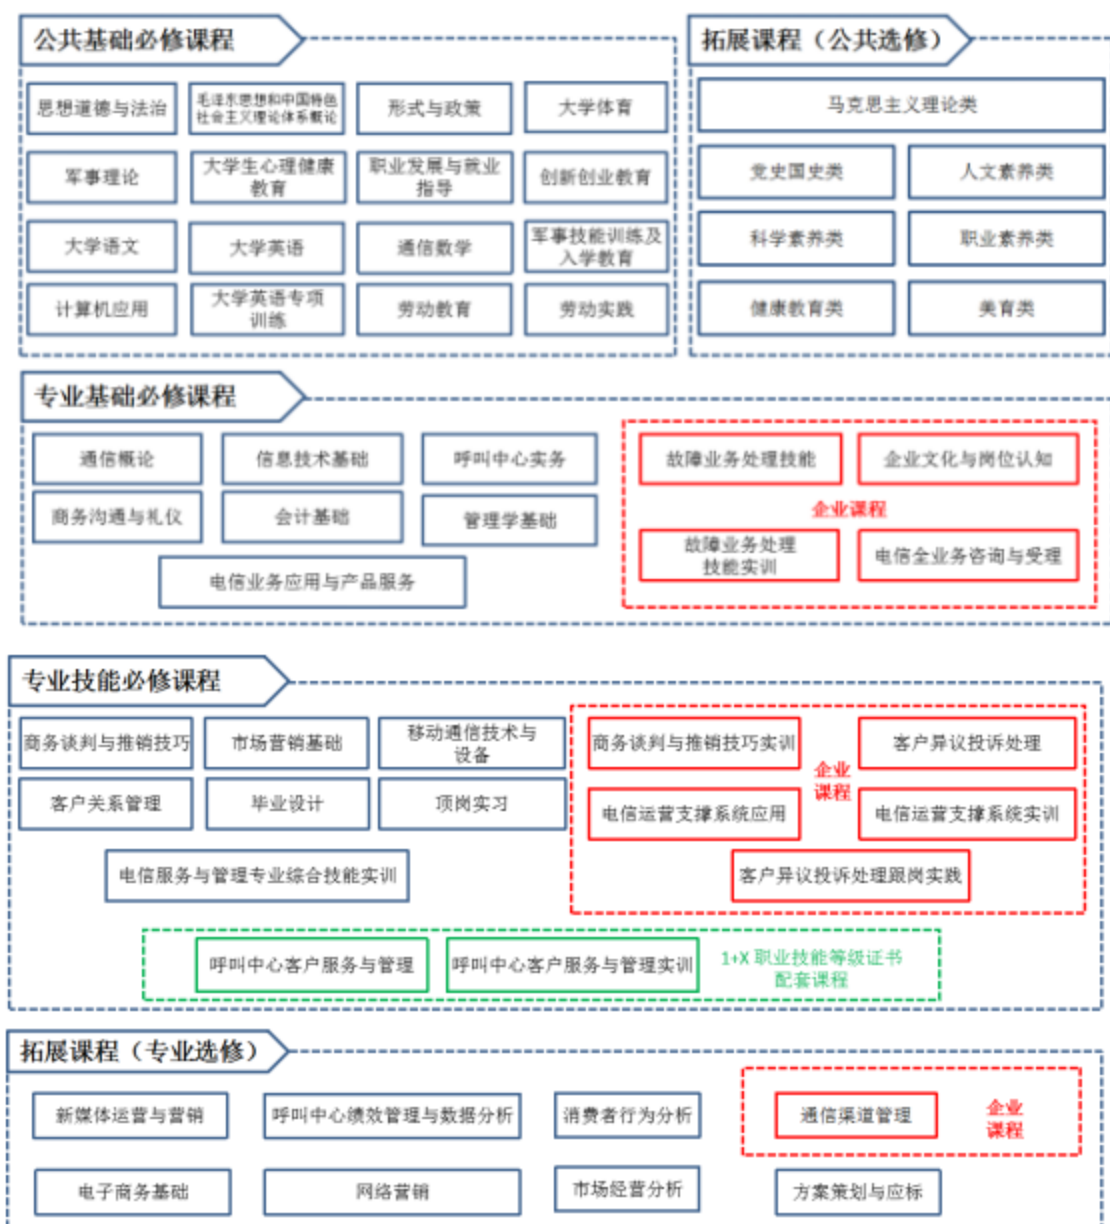 公共基础必修课程
思想道德与法治
毛泽东思想和中国特色
社会主义理论体系概论
形式与政策
大学体育
军事理论
大学生心理健康
教育
职业发展与就业
指导
创新创业教育
大学语文
大学英语
通信数学
军事技能训练及
入学教育
计算机应用
大学英语专项
训练
劳动教育
劳动实践
拓展课程（公共选修）
马克思主义理论类
党史国史类
人文素养类
科学素养类
职业素养类
健康教育类
美育类
专业基础必修课程
通信概论
信息技术基础
呼叫中心实务
商务沟通与礼仪
会计基础
管理学基础
电信业务应用与产品服务
故障业务处理技能
企业文化与岗位认知
企业课程
故障业务处理
技能实训
电信全业务咨询与受理
专业技能必修课程
商务谈判与推销技巧
市场营销基础
移动通信技术与
设备
客户关系管理
毕业设计
顶岗实习
电信服务与管理专业综合技能实训
商务谈判与推销技巧实训
客户异议投诉处理
企业
课程
电信运营支撑系统应用
电信运营支撑系统实训
客户异议投诉处理跟岗实践
呼叫中心客户服务与管理
呼叫中心客户服务与管理实训
1+X 职业技能等级证书
配套课程
拓展课程（专业选修）
新媒体运营与营销
呼叫中心绩效管理与数据分析
消费者行为分析
通信渠道管理
企业
课程
电子商务基础
网络营销
市场经营分析
方案策划与应标